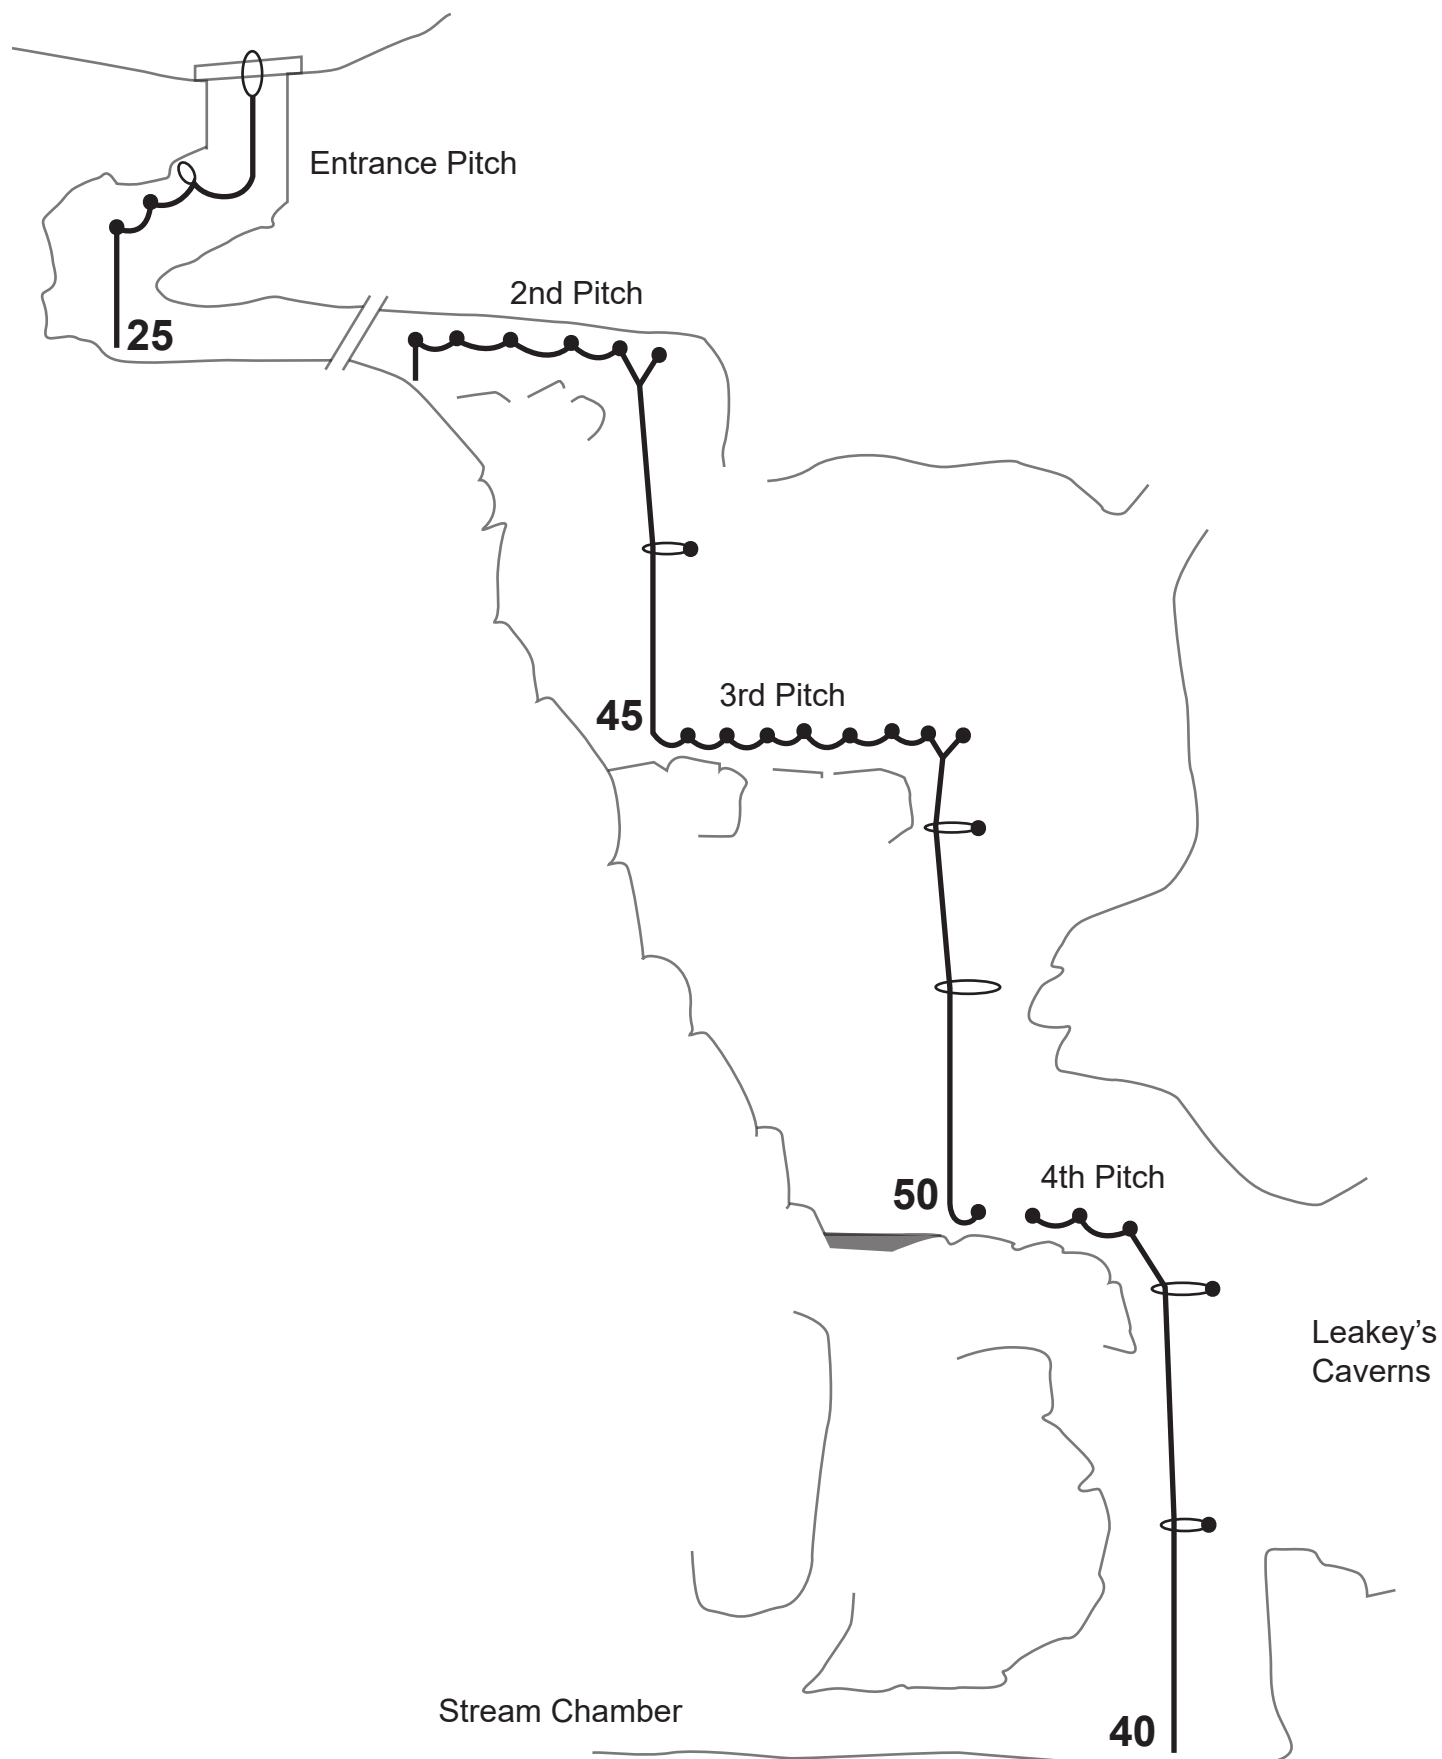 Entrance Pitch
25
2nd Pitch
45
3rd Pitch
50
4th Pitch
Leakey’s
Caverns
Stream Chamber
40